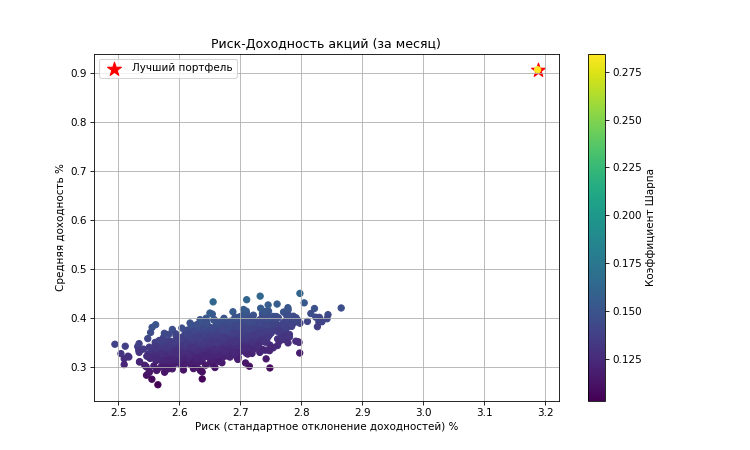 Риск-Доходность акций (за месяц)
Лучший портфель
Средняя доходность %
0.9
0.8
0.7
0.6
0.5
0.4
0.3
2.5 2.6 2.7 2.8 2.9 3.0 3.1 3.2
Риск (стандартное отклонение доходностей) %
0.275
0.250
0.225
0.200
0.175
0.150
0.125
Коэффициент Шарпа